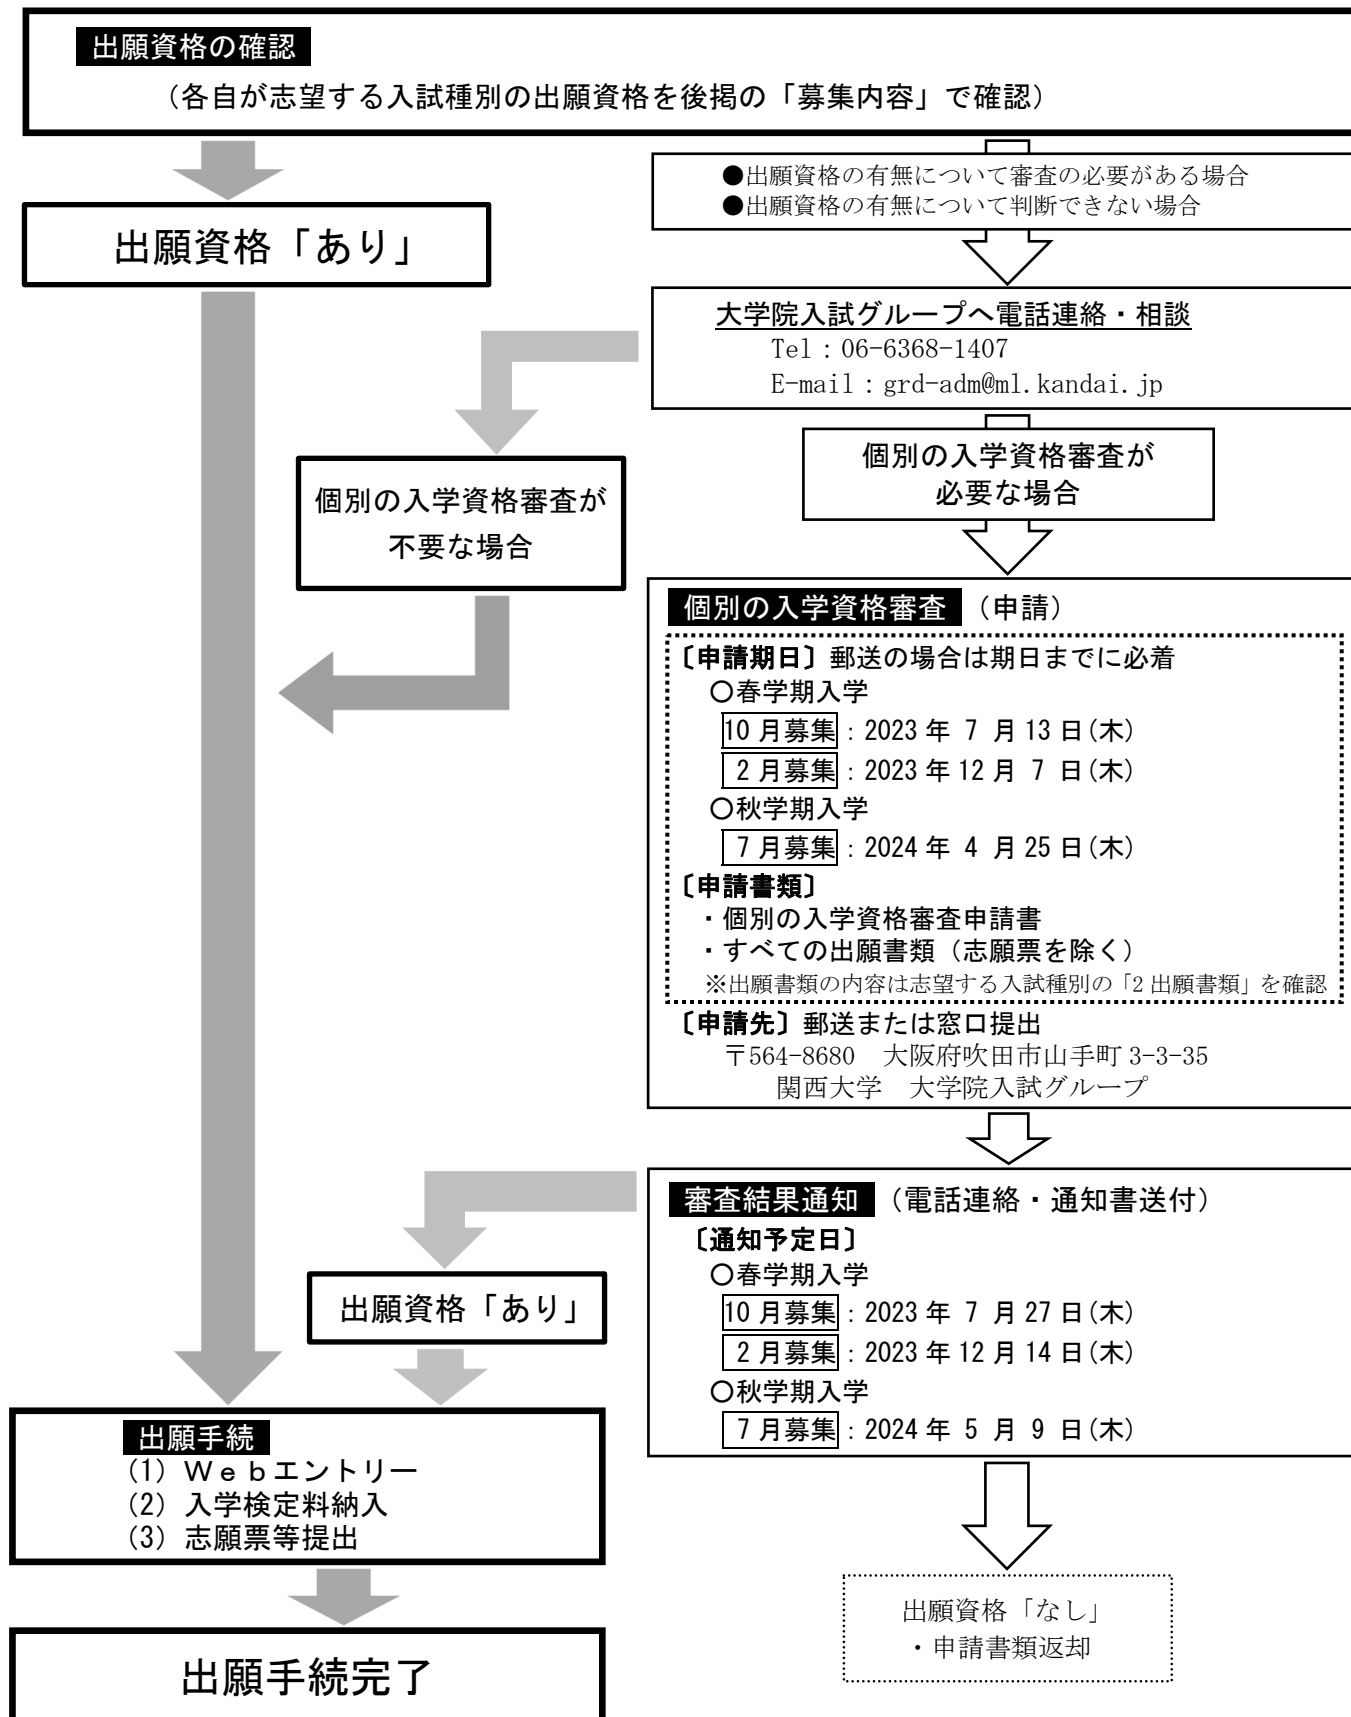 出願資格の確認
（各自が志望する入試種別の出願資格を後掲の「募集内容」で確認）
●出願資格の有無について審査の必要がある場合
●出願資格の有無について判断できない場合
出願資格「あり」
大学院入試グループへ電話連絡・相談
Tel：06-6368-1407
E-mail：grd-adm@ml.kandai.jp
個別の入学資格審査が
必要な場合
個別の入学資格審査が
不要な場合
個別の入学資格審査（申請）
〔申請期日〕郵送の場合は期日までに必着
○春学期入学
10月募集：2023年 7 月13日(木)
2月募集：2023年12月 7 日(木)
○秋学期入学
7月募集：2024年 4 月25日(木)
〔申請書類〕
・個別の入学資格審査申請書
・すべての出願書類（志願票を除く）
※出願書類の内容は志望する入試種別の「2出願書類」を確認
〔申請先〕郵送または窓口提出
〒564-8680　大阪府吹田市山手町3-3-35
関西大学　大学院入試グループ
審査結果通知（電話連絡・通知書送付）
〔通知予定日〕
○春学期入学
10月募集：2023年 7 月27日(木)
2月募集：2023年12月14日(木)
○秋学期入学
7月募集：2024年 5 月 9 日(木)
出願資格「あり」
出願手続
(1) Ｗｅｂエントリー
(2) 入学検定料納入
(3) 志願票等提出
出願資格「なし」
・申請書類返却
出願手続完了